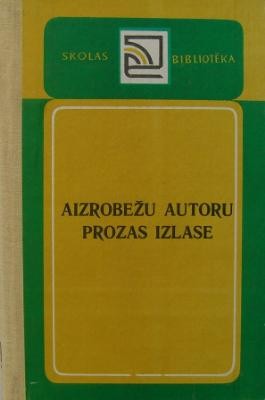 SKOLAS BIBLIOTĒKA
AIZROBEŽU AUTORU
PROZAS IZLASE